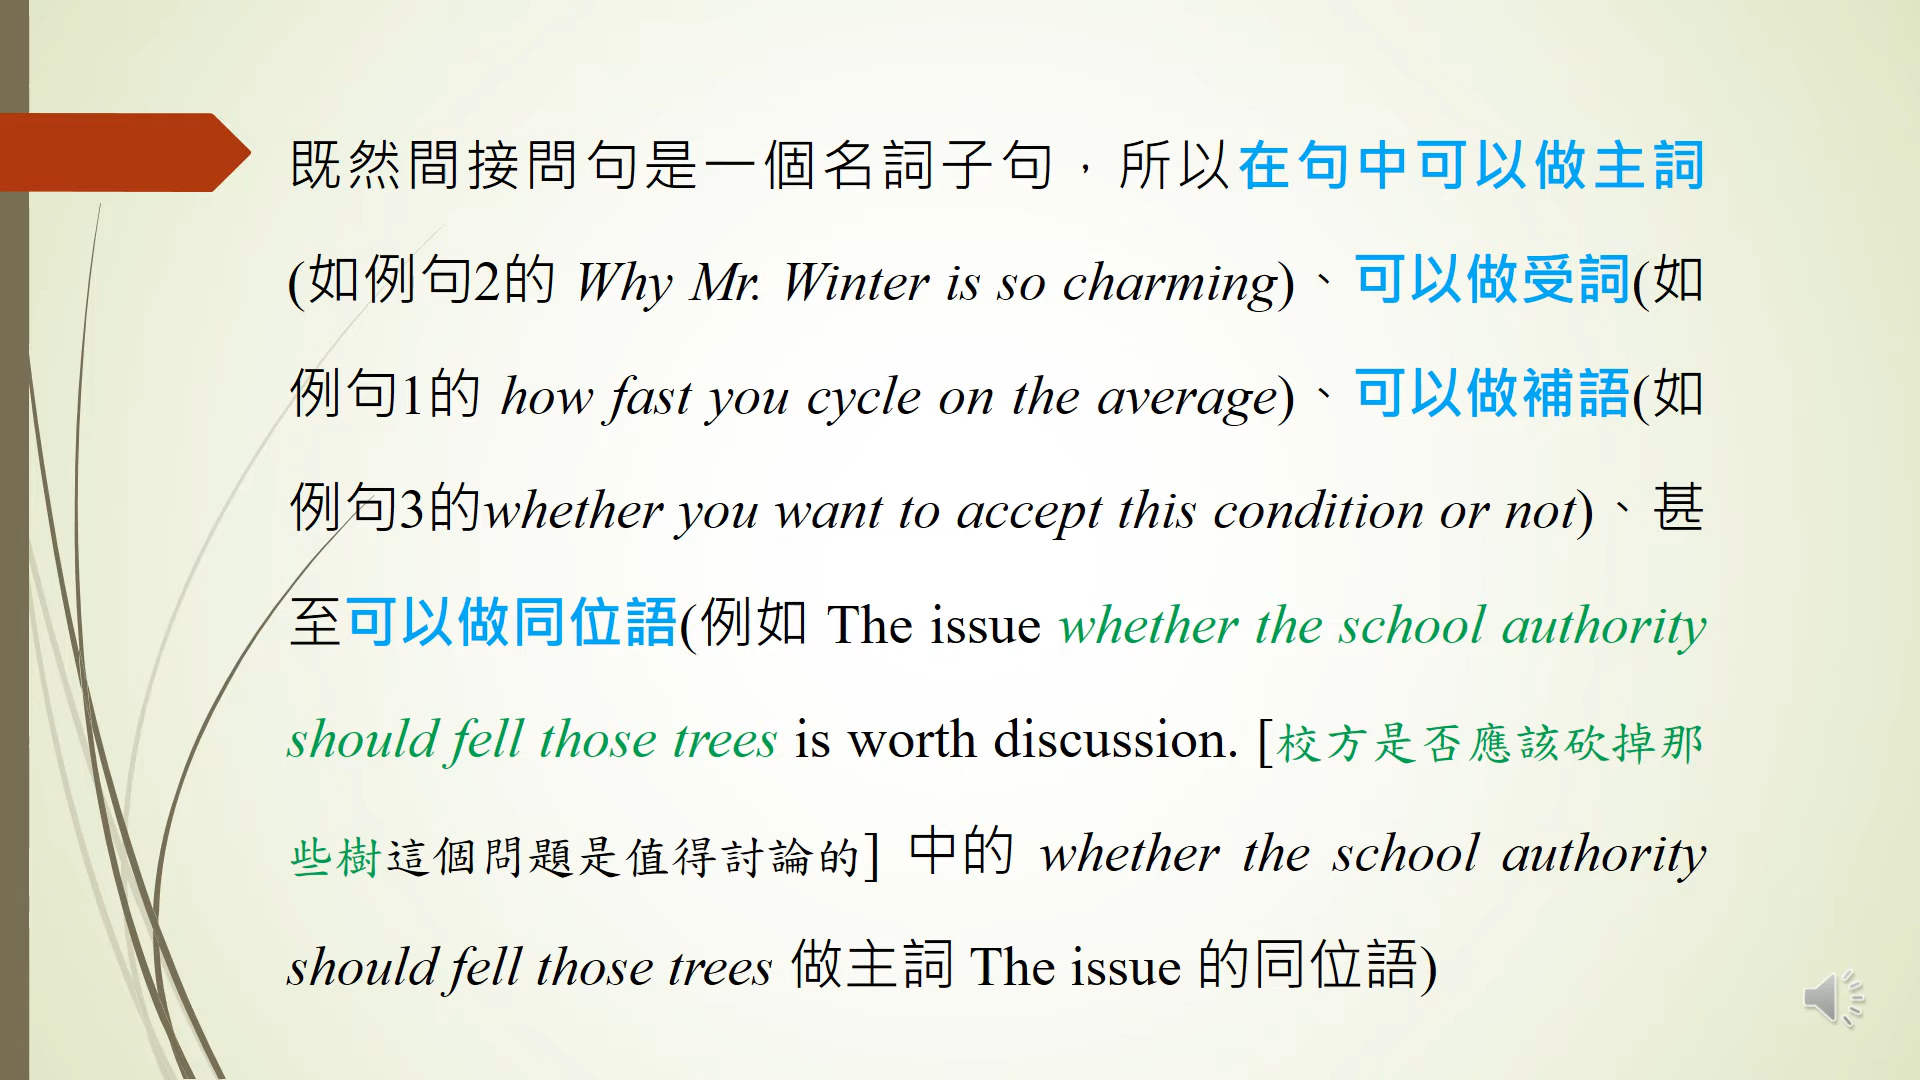 既然間接問句是一個名詞子句，所以在句中可以做主詞
(如例句2的 Why Mr. Winter is so charming)、可以做受詞(如
例句1的 how fast you cycle on the average)、可以做補語(如
例句3的whether you want to accept this condition or not)、甚
至可以做同位語(例如 The issue whether the school authority
should fell those trees is worth discussion. [校方是否應該砍掉那
些樹這個問題是值得討論的] 中的 whether the school authority
should fell those trees 做主詞 The issue 的同位語)